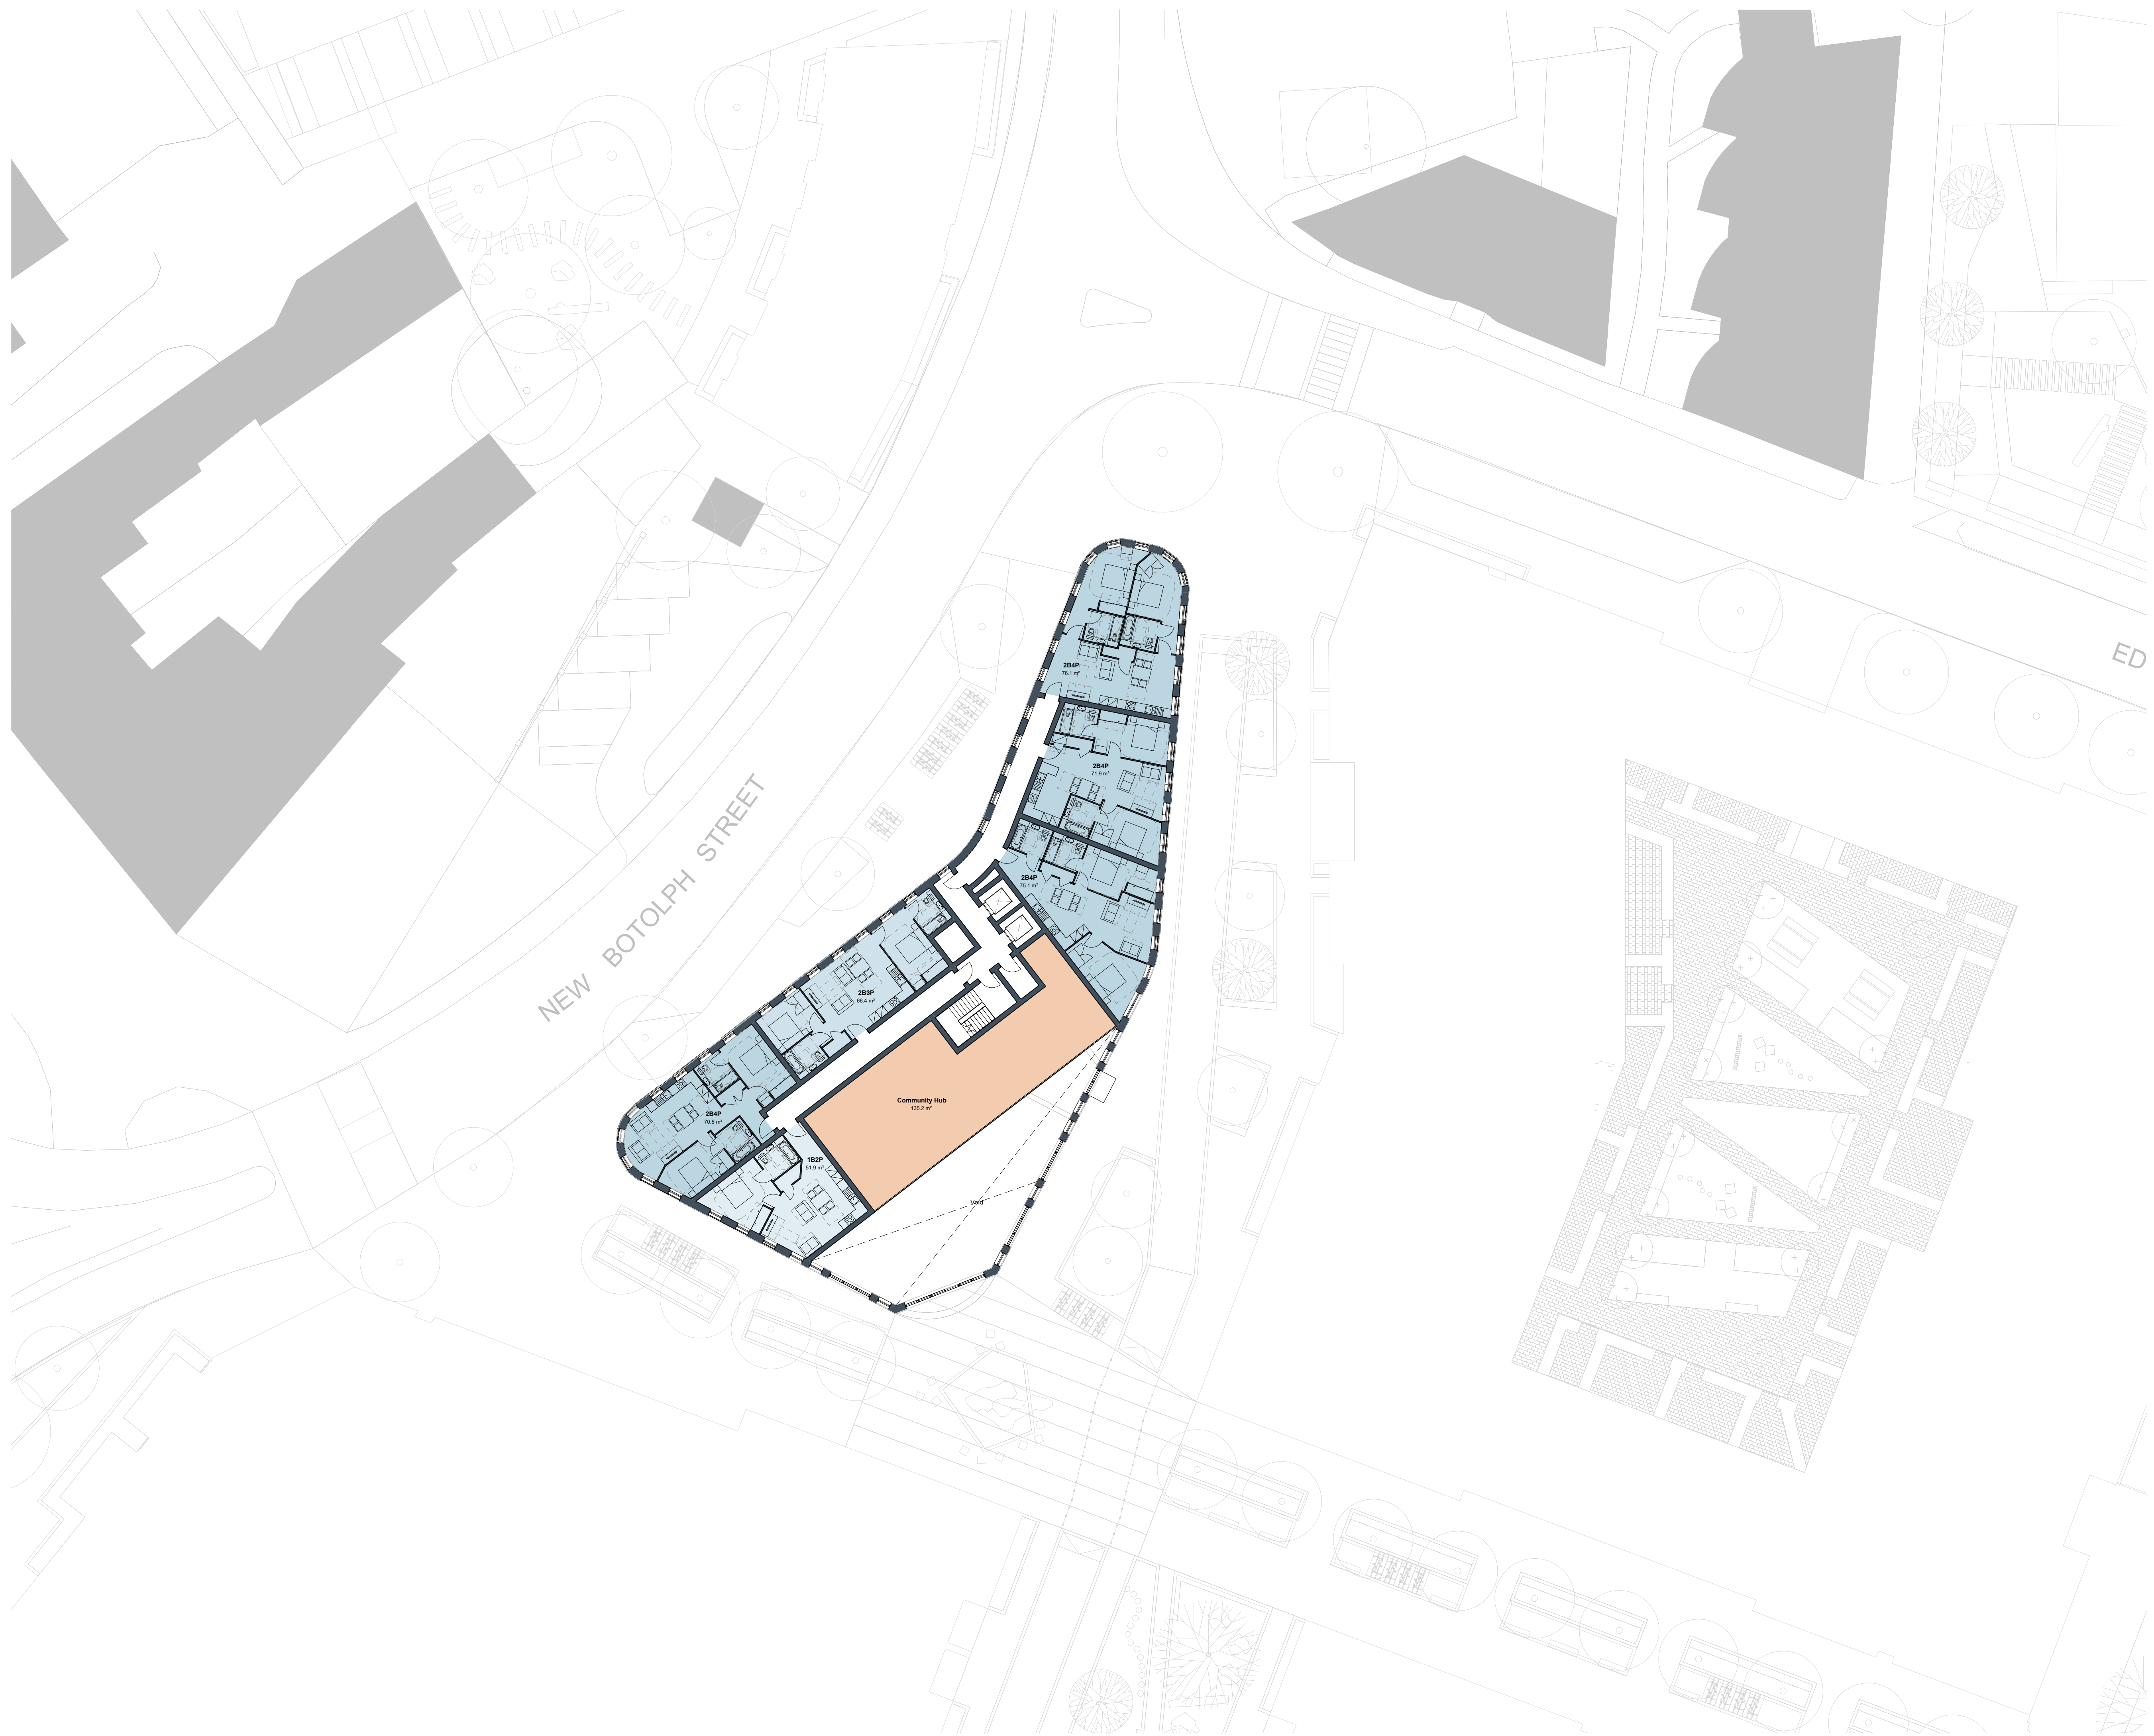 ED
2B4P
76.1 m²
2B4P
71.9 m²
NEW BOTOLPH STREET
2B4P
75.1 m²
2B3P
66.4 m²
Community Hub
135.2 m²
2B4P
70.5 m²
1B2P
51.9 m²
Void